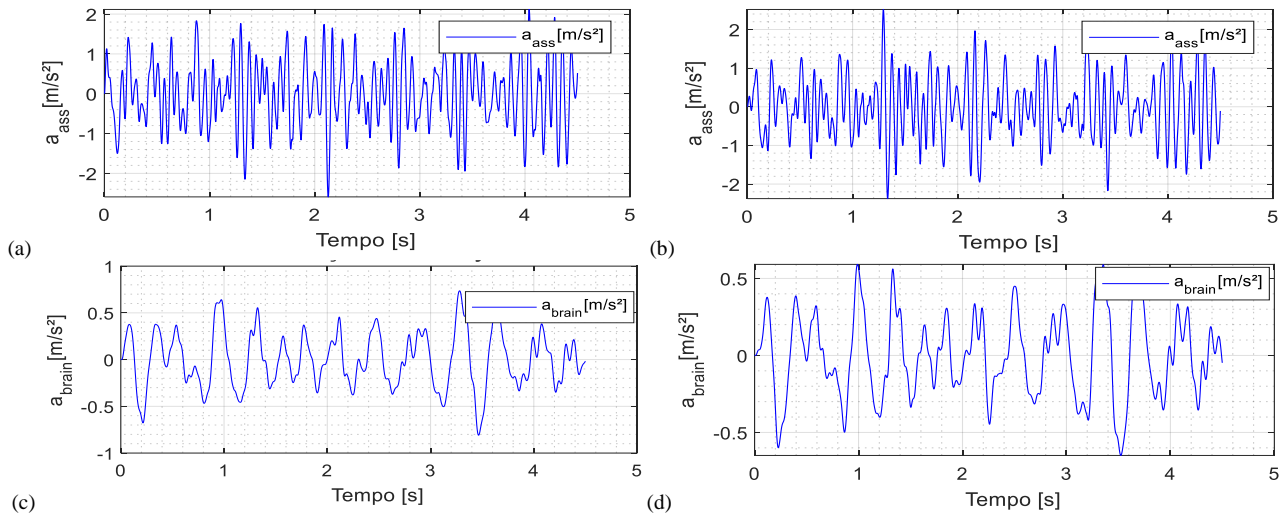 a_ass[m/s²]
2
1
0
-1
-2
a_ass[m/s²]
0 1 2 3 4 5
Tempo [s]
(a)
a_ass[m/s²]
2
1
0
-1
-2
a_ass[m/s²]
0 1 2 3 4 5
Tempo [s]
(b)
a_brain[m/s²]
1
0.5
0
-0.5
-1
a_brain[m/s²]
0 1 2 3 4 5
Tempo [s]
(c)
a_brain[m/s²]
0.5
0
-0.5
a_brain[m/s²]
0 1 2 3 4 5
Tempo [s]
(d)